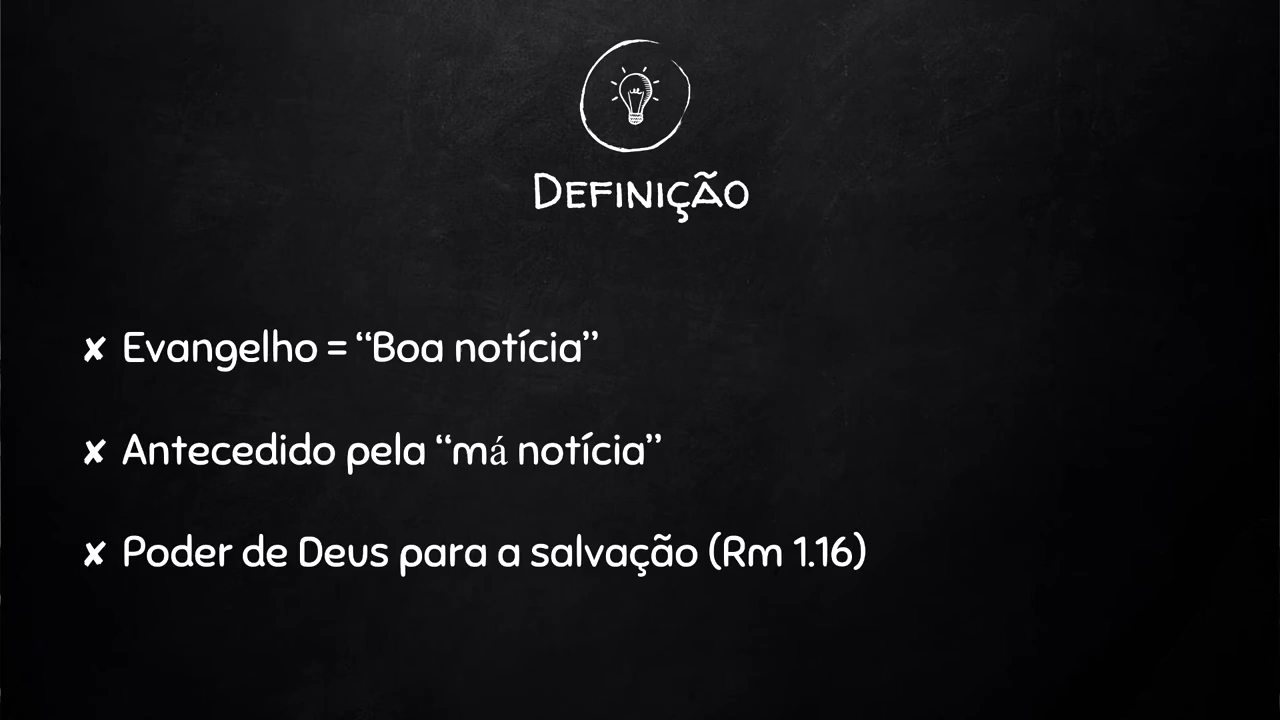 Definição
✘ Evangelho = “Boa notícia”
✘ Antecedido pela “má notícia”
✘ Poder de Deus para a salvação (Rm 1.16)